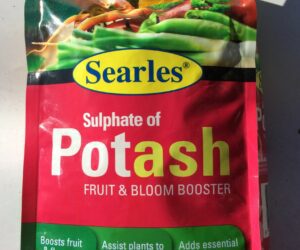 Searles®
Sulphate of
Potash
FRUIT & BLOOM BOOSTER
Boosts fruit
Assist plants to
Adds essential